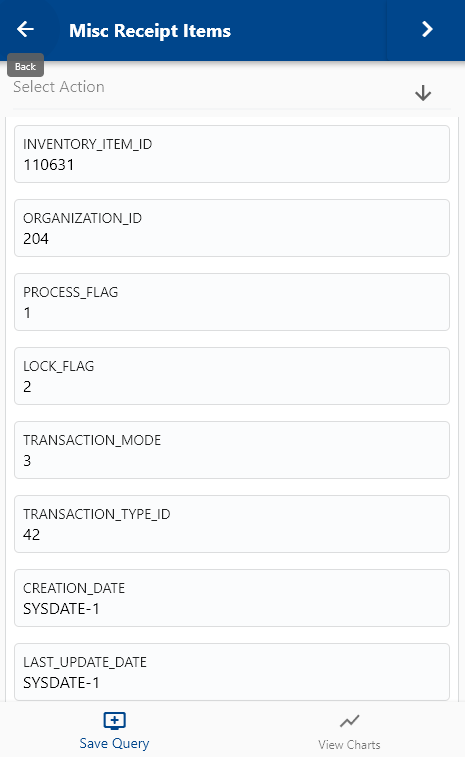 Misc Receipt Items
Back
Select Action
INVENTORY_ITEM_ID
110631
ORGANIZATION_ID
204
PROCESS_FLAG
1
LOCK_FLAG
2
TRANSACTION_MODE
3
TRANSACTION_TYPE_ID
42
CREATION_DATE
SYSDATE-1
LAST_UPDATE_DATE
SYSDATE-1
Save Query
View Charts